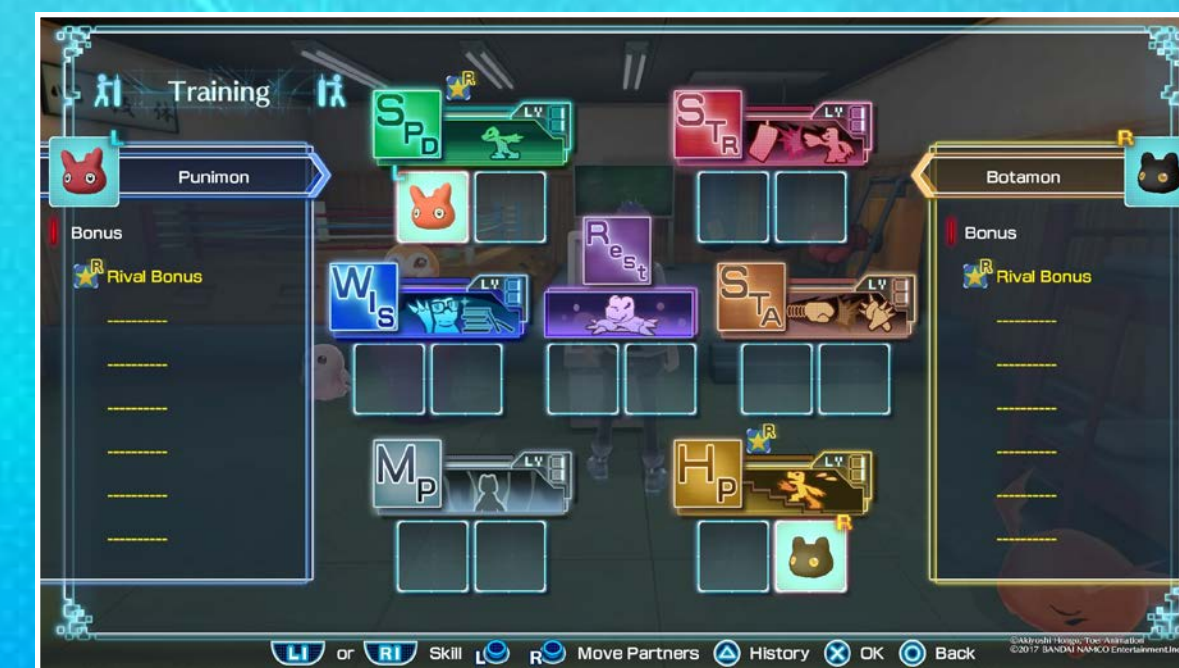 Training
L
Punimon
Bonus
R
Rival Bonus
----------
----------
----------
----------
----------
----------
R
SPD
LV
L
STR
LV
Rest
WIS
LV
STA
LV
MP
LV
R
HP
LV
R
R
Botamon
Bonus
R
Rival Bonus
----------
----------
----------
----------
----------
----------
L1 or R1 Skill L R Move Partners History OK Back
©Akiyoshi Hongo, Toei Animation
©2017 BANDAI NAMCO Entertainment Inc.